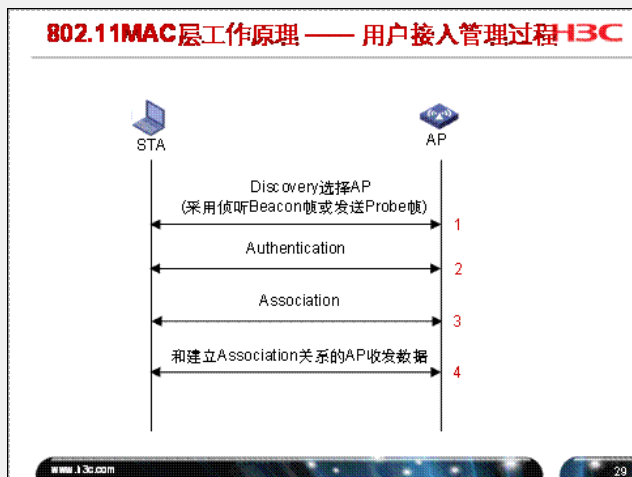 802.11MAC层工作原理 —— 用户接入管理过程 H3C
STA
AP
Discovery选择AP
(采用侦听Beacon帧或发送Probe帧)
1
Authentication
2
Association
3
和建立Association关系的AP收发数据
4
www.h3c.com
29